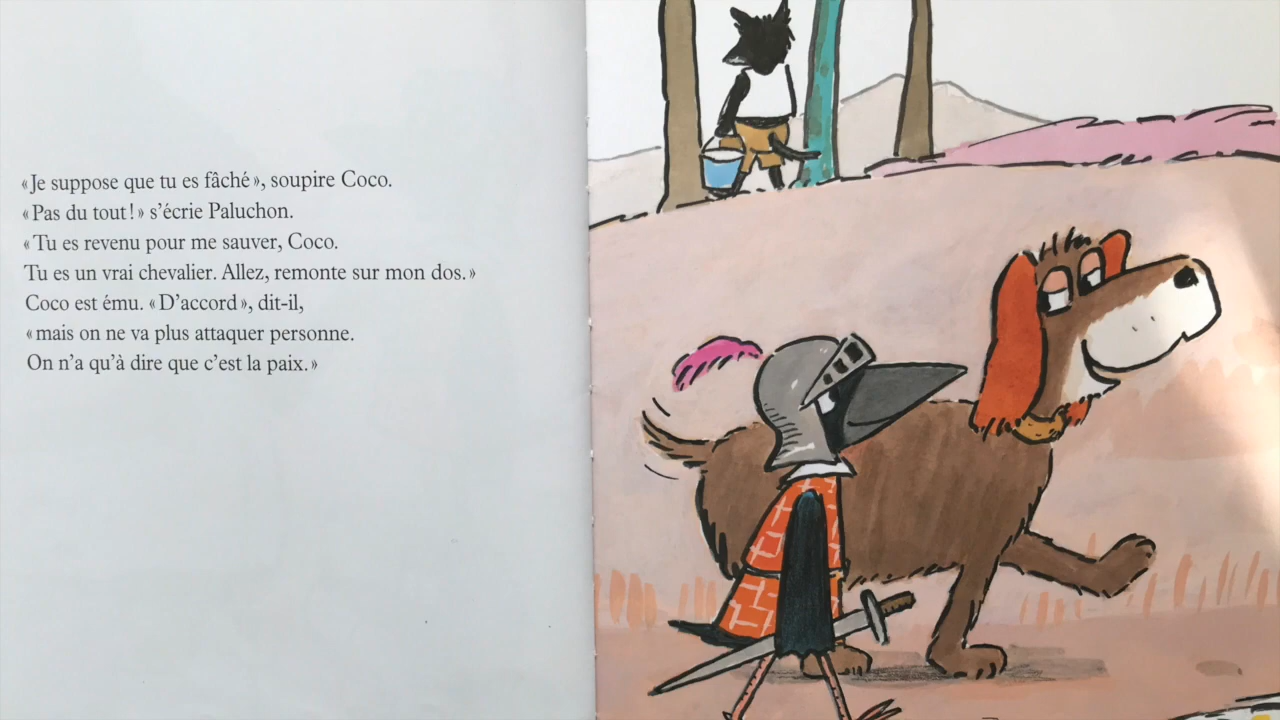 «Je suppose que tu es fâché», soupire Coco.
«Pas du tout!» s’écrie Paluchon.
«Tu es revenu pour me sauver, Coco.
Tu es un vrai chevalier. Allez, remonte sur mon dos.»
Coco est ému. «D’accord», dit-il,
«mais on ne va plus attaquer personne.
On n’a qu’à dire que c’est la paix.»